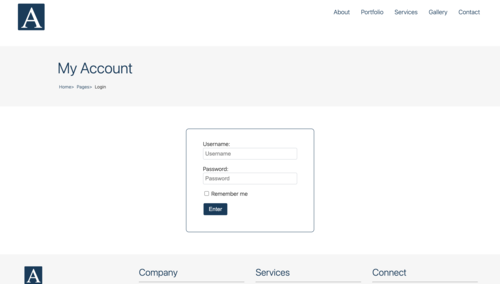 A
About Portfolio Services Gallery Contact
My Account
Home> Pages> Login
Username:
Username
Password:
Password
Remember me
Enter
A
Company Services Connect